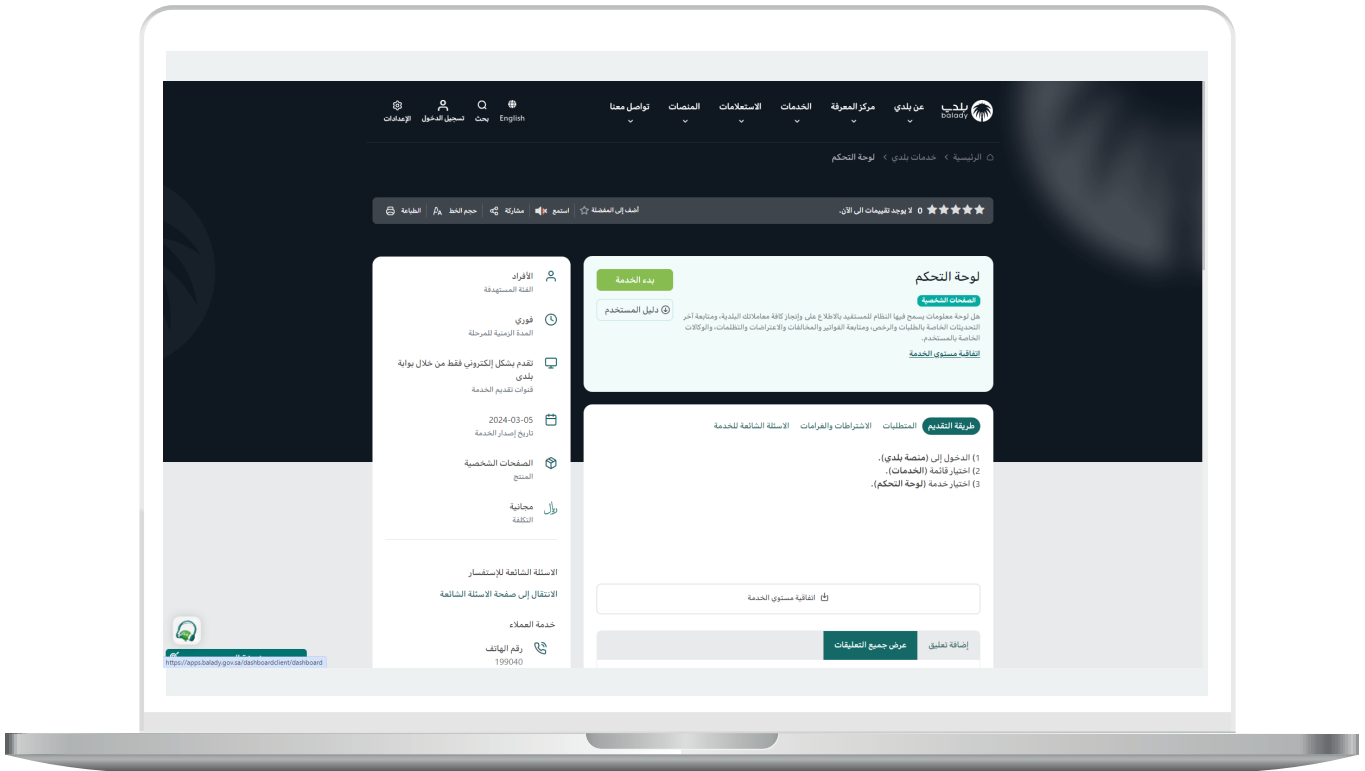 بلدي
balady
عن بلدي
مركز المعرفة
الخدمات
الاستعلامات
المنصات
تواصل معنا
English
بحث
تسجيل الدخول
الإعدادات
الرئيسية
خدمات بلدي
لوحة التحكم
0 لا يوجد تقييمات الى الآن.
أضف إلى المفضلة
استمع
مشاركة
حجم الخط
الطباعة
لوحة التحكم
بدء الخدمة
الصفحات الشخصية
دليل المستخدم
هل لوحة معلومات يسمح فيها النظام للمستفيد بالاطلاع على وإنجاز كافة معاملاتك البلدية، ومتابعة آخر
التحديثات الخاصة بالطلبات والرخص، ومتابعة الفواتير والمخالفات والاعتراضات والتظلمات، والوكالات
الخاصة بالمستخدم.
اتفاقية مستوى الخدمة
طريقة التقديم
المتطلبات
الاشتراطات والغرامات
الاسئلة الشائعة للخدمة
1) الدخول إلى (منصة بلدي).
2) اختيار قائمة (الخدمات).
3) اختيار خدمة (لوحة التحكم).
اتفاقية مستوى الخدمة
إضافة تعليق
عرض جميع التعليقات
الأفراد
الفئة المستهدفة
فوري
المدة الزمنية للمرحلة
تقدم بشكل إلكتروني فقط من خلال بوابة
بلدي
قنوات تقديم الخدمة
2024-03-05
تاريخ إصدار الخدمة
الصفحات الشخصية
المنتج
ريال
مجانية
التكلفة
الاسئلة الشائعة للإستفسار
الانتقال إلى صفحة الاسئلة الشائعة
خدمة العملاء
رقم الهاتف
199040
https://apps.balady.gov.sa/dashboardclient/dashboard